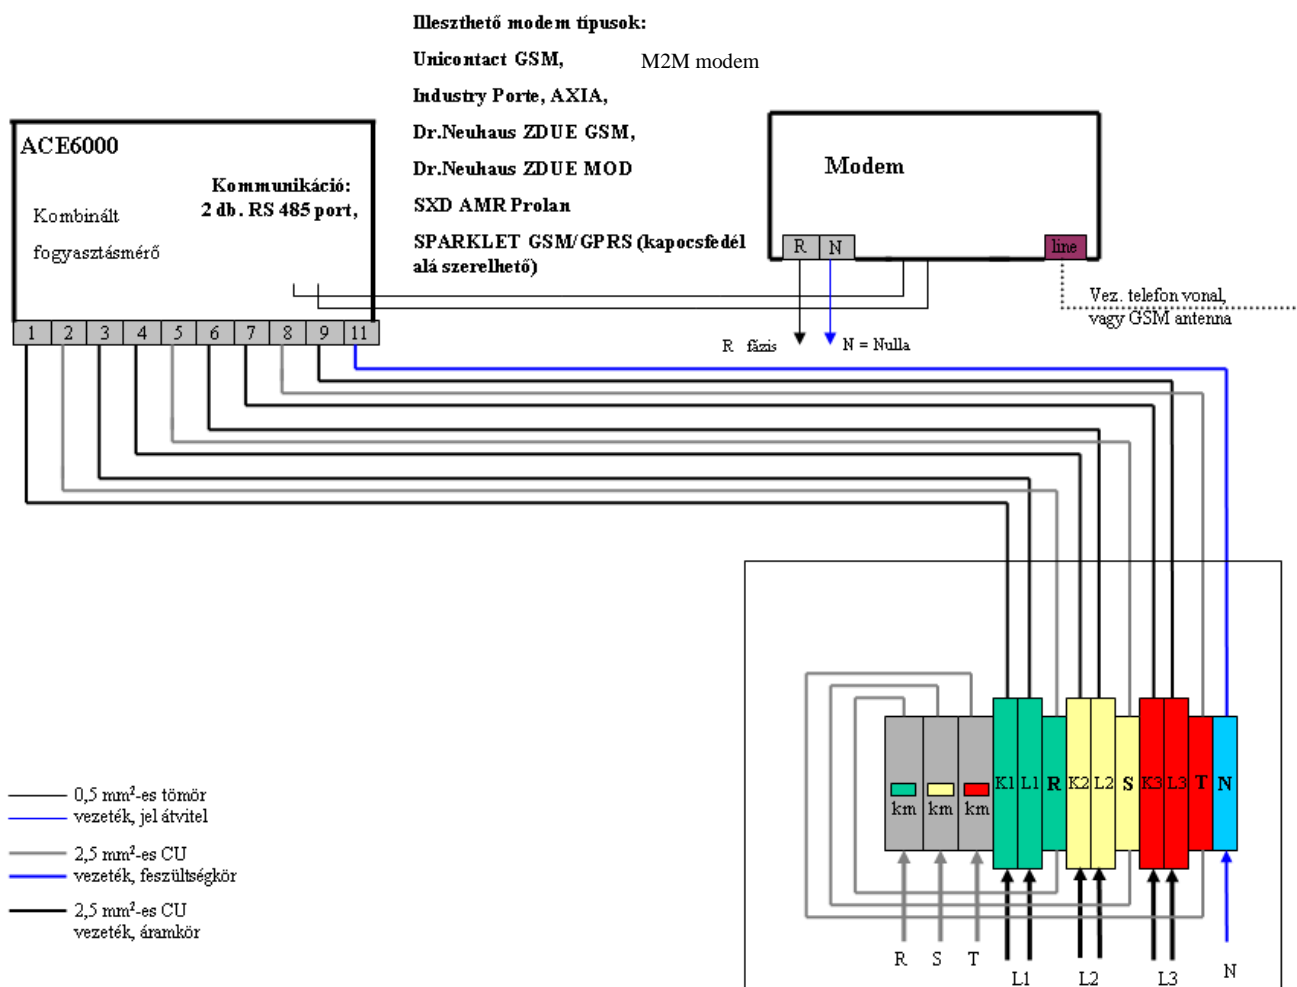 Illeszthető modem típusok:
Unicontact GSM, M2M modem
Industry Porte, AXIA,
Dr.Neuhaus ZDUE GSM,
Dr.Neuhaus ZDUE MOD
SXD AMR Prolan
SPARKLET GSM/GPRS (kapocsfedél
alá szerelhető)
ACE6000
Kommunikáció:
2 db. RS 485 port,
Kombinált
fogyasztásmérő
1 2 3 4 5 6 7 8 9 11
Modem
R N line
Vez. telefon vonal,
vagy GSM antenna
R fázis N = Nulla
km km km K1 L1 R K2 L2 S K3 L3 T N
R S T L1 L2 L3 N
0,5 mm²-es tömör
vezeték, jel átvitel
2,5 mm²-es CU
vezeték, feszültségkör
2,5 mm²-es CU
vezeték, áramkör